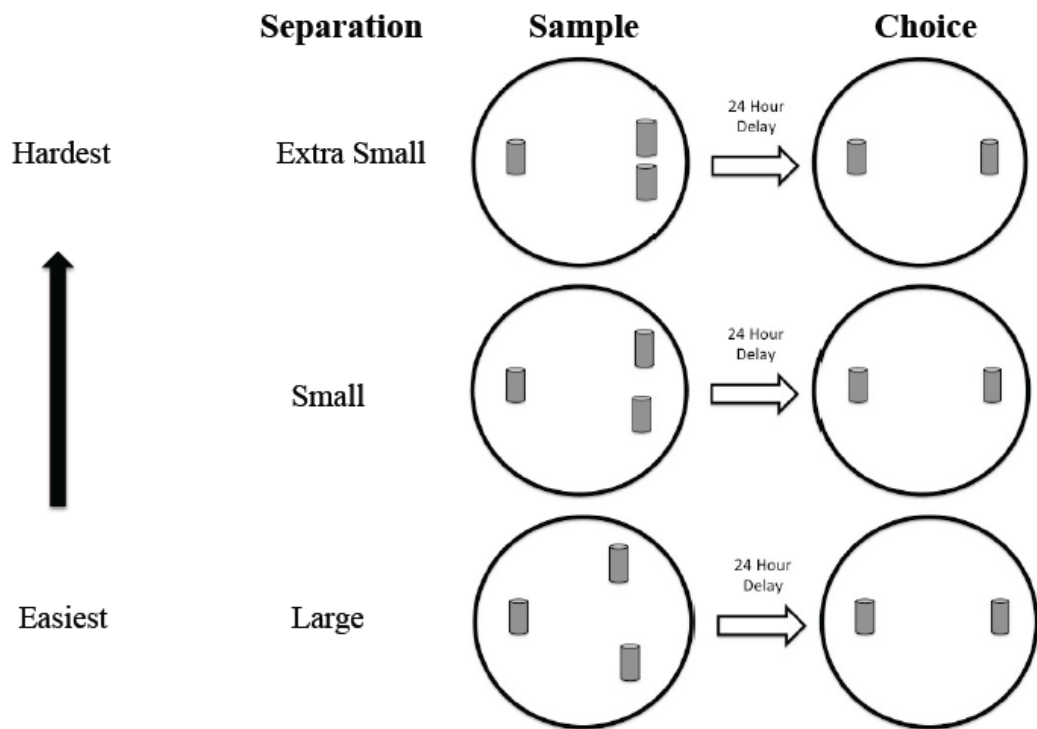 Separation Sample Choice
Hardest Extra Small 24 Hour
Delay
Small 24 Hour
Delay
Easiest Large 24 Hour
Delay